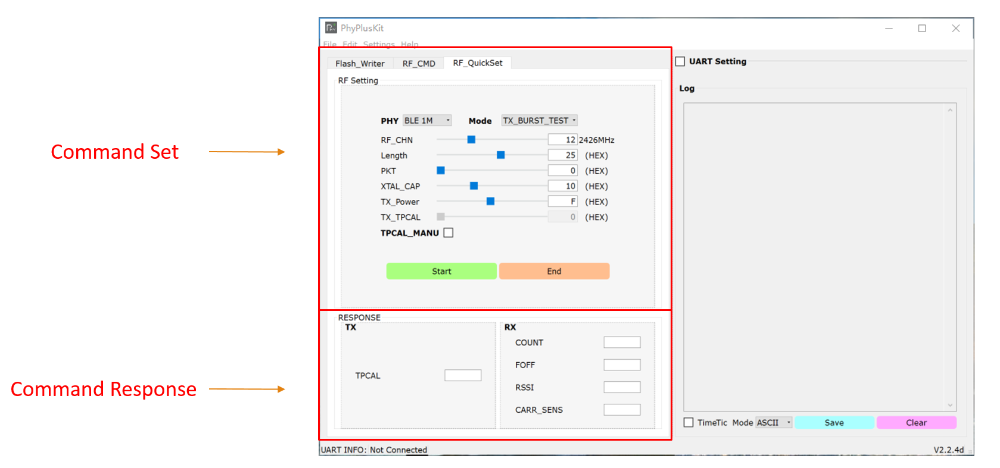 PhyPlusKit
File Edit Settings Help
Flash_Writer RF_CMD RF_QuickSet
RF Setting
PHY BLE 1M Mode TX_BURST_TEST
RF_CHN 12 2426MHz
Length 25 (HEX)
PKT 0 (HEX)
XTAL_CAP 10 (HEX)
TX_Power F (HEX)
TX_TPCAL 0 (HEX)
TPCAL_MANU
Start End
Command Set
RESPONSE
TX
TPCAL
RX
COUNT
FOFF
RSSI
CARR_SENS
Command Response
UART Setting
Log
TimeTic Mode ASCII Save Clear
UART INFO: Not Connected
V2.2.4d